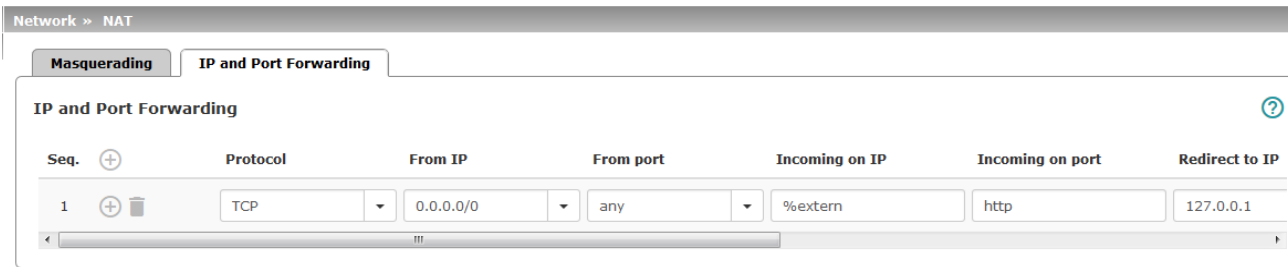 Network » NAT
Masquerading IP and Port Forwarding
IP and Port Forwarding ?
Seq. Protocol From IP From port Incoming on IP Incoming on port Redirect to IP
1 TCP 0.0.0.0/0 any %extern http 127.0.0.1